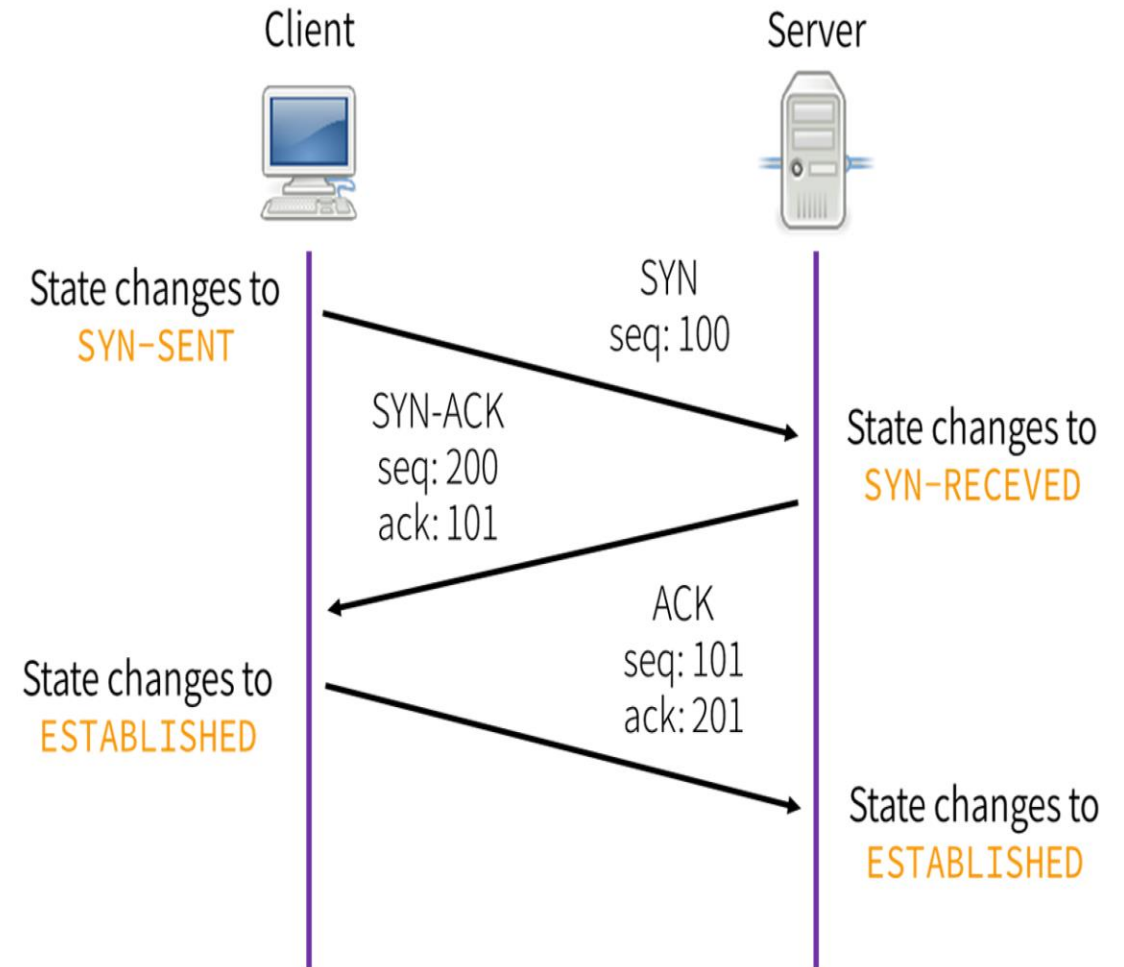 Client
Server
State changes to
SYN-SENT
SYN
seq: 100
SYN-ACK
seq: 200
ack: 101
State changes to
SYN-RECEVED
ACK
seq: 101
ack: 201
State changes to
ESTABLISHED
State changes to
ESTABLISHED